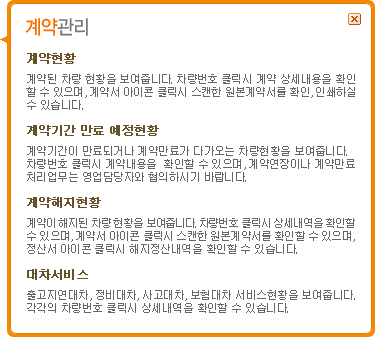 계약관리
계약현황
계약된 차량 현황을 보여줍니다. 차량번호 클릭시 계약 상세내용을 확인
할 수 있으며, 계약서 아이콘 클릭시 스캔한 원본계약서를 확인, 인쇄하실
수 있습니다.
계약기간 만료 예정현황
계약기간이 만료되거나 계약만료가 다가오는 차량현황을 보여줍니다.
차량번호 클릭시 계약내용을 확인할 수 있으며, 계약연장이나 계약만료
처리업무는 영업담당자와 협의하시기 바랍니다.
계약해지현황
계약이 해지된 차량 현황을 보여줍니다. 차량번호 클릭시 상세내역을 확인할
수 있으며, 계약서 아이콘 클릭시 스캔한 원본계약서를 확인할 수 있으며,
정산서 아이콘 클릭시 해지정산내역을 확인할 수 있습니다.
대차서비스
출고지연대차, 정비대차, 사고대차, 보험대차 서비스현황을 보여줍니다.
각각의 차량번호 클릭시 상세내역을 확인할 수 있습니다.